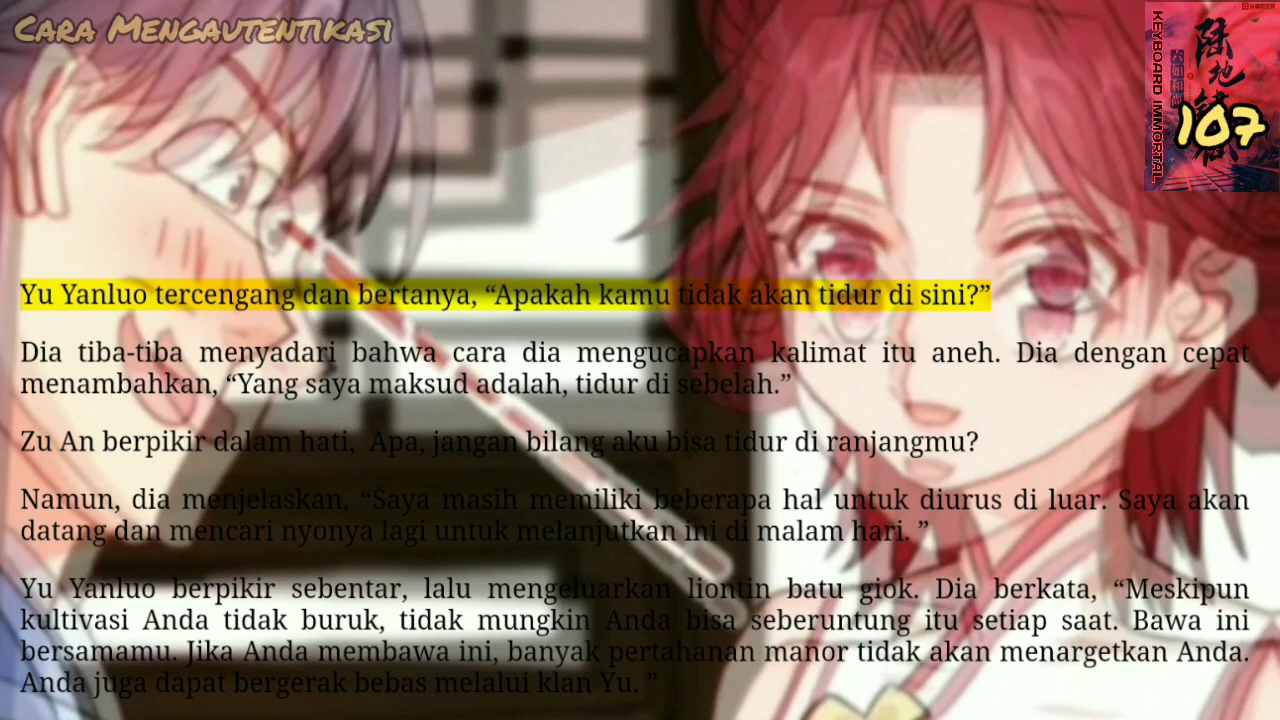 Cara Mengautentikasi
KEYBOARD IMMORTAL
107
Yu Yanluo tercengang dan bertanya, “Apakah kamu tidak akan tidur di sini?”
Dia tiba-tiba menyadari bahwa cara dia mengucapkan kalimat itu aneh. Dia dengan cepat
menambahkan, “Yang saya maksud adalah, tidur di sebelah.”
Zu An berpikir dalam hati,  Apa, jangan bilang aku bisa tidur di ranjangmu?
Namun, dia menjelaskan, “Saya masih memiliki beberapa hal untuk diurus di luar. Saya akan
datang dan mencari nyonya lagi untuk melanjutkan ini di malam hari. ”
Yu Yanluo berpikir sebentar, lalu mengeluarkan liontin batu giok. Dia berkata, “Meskipun
kultivasi Anda tidak buruk, tidak mungkin Anda bisa seberuntung itu setiap saat. Bawa ini
bersamamu. Jika Anda membawa ini, banyak pertahanan manor tidak akan menargetkan Anda.
Anda juga dapat bergerak bebas melalui klan Yu. ”